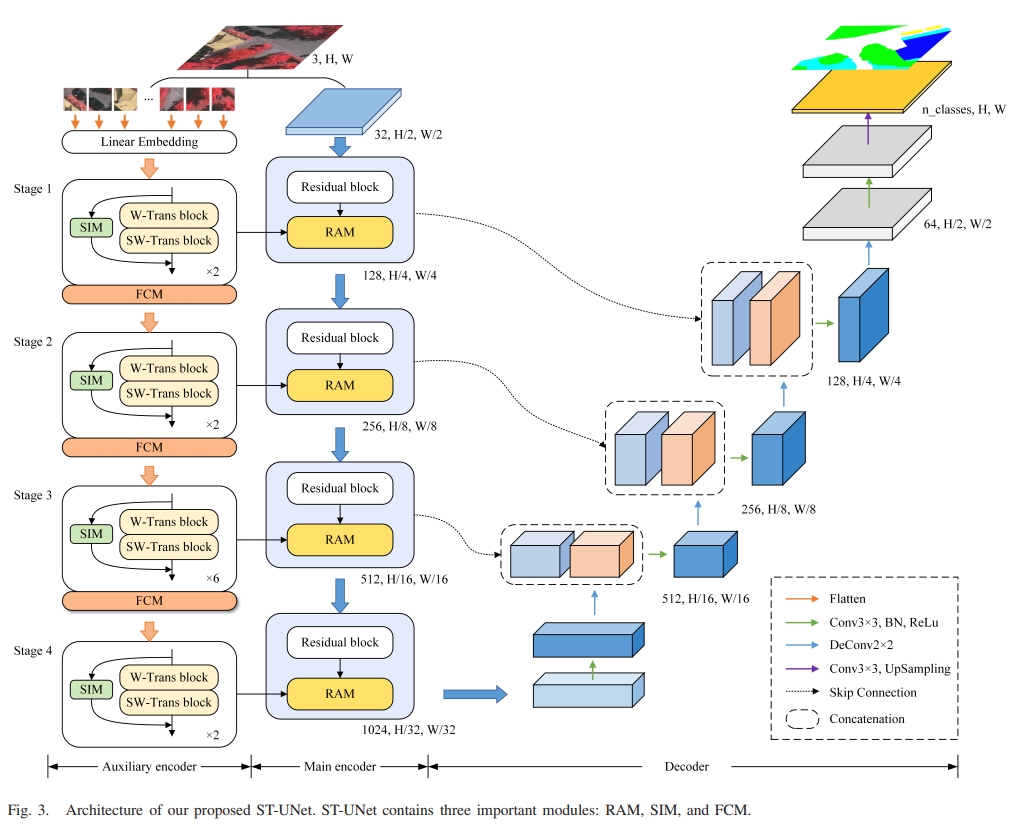 3, H, W
...
Linear Embedding
32, H/2, W/2
Stage 1
SIM
W-Trans block
SW-Trans block
×2
FCM
Residual block
RAM
128, H/4, W/4
Stage 2
SIM
W-Trans block
SW-Trans block
×2
FCM
Residual block
RAM
256, H/8, W/8
Stage 3
SIM
W-Trans block
SW-Trans block
×6
FCM
Residual block
RAM
512, H/16, W/16
Stage 4
SIM
W-Trans block
SW-Trans block
×2
Residual block
RAM
1024, H/32, W/32
n_classes, H, W
64, H/2, W/2
128, H/4, W/4
256, H/8, W/8
512, H/16, W/16
Flatten
Conv3×3, BN, ReLu
DeConv2×2
Conv3×3, UpSampling
Skip Connection
Concatenation
Auxiliary encoder
Main encoder
Decoder
Fig. 3. Architecture of our proposed ST-UNet. ST-UNet contains three important modules: RAM, SIM, and FCM.